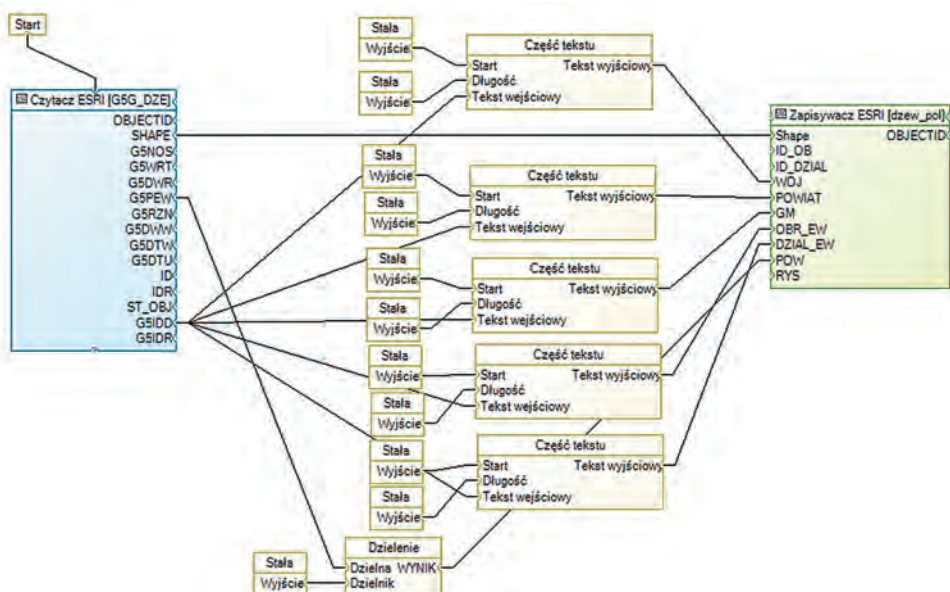 Start
Czytacz ESRI [G5G_DZE]
OBJECTID
SHAPE
G5NOS
G5WRT
G5DWR
G5PEW
G5RZN
G5DWW
G5DTW
G5DTU
ID
IDR
ST_OBJ
G5IDD
G5IDR
Stała
Wyjście
Stała
Wyjście
Część tekstu
Start Tekst wyjściowy
Długość
Tekst wejściowy
Stała
Wyjście
Stała
Wyjście
Część tekstu
Start Tekst wyjściowy
Długość
Tekst wejściowy
Stała
Wyjście
Stała
Wyjście
Część tekstu
Start Tekst wyjściowy
Długość
Tekst wejściowy
Stała
Wyjście
Stała
Wyjście
Część tekstu
Start Tekst wyjściowy
Długość
Tekst wejściowy
Stała
Wyjście
Stała
Wyjście
Część tekstu
Start Tekst wyjściowy
Długość
Tekst wejściowy
Stała
Wyjście
Dzielenie
Dzielna WYNIK
Dzielnik
Zapisywacz ESRI [dzew_pol]
Shape OBJECTID
ID_OB
ID_DZIAL
WOJ
POWIAT
GM
OBR_EW
DZIAL_EW
POW
RYS